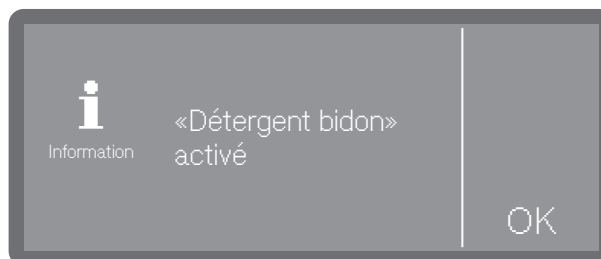 i
Information
«Détergent bidon»
activé
OK